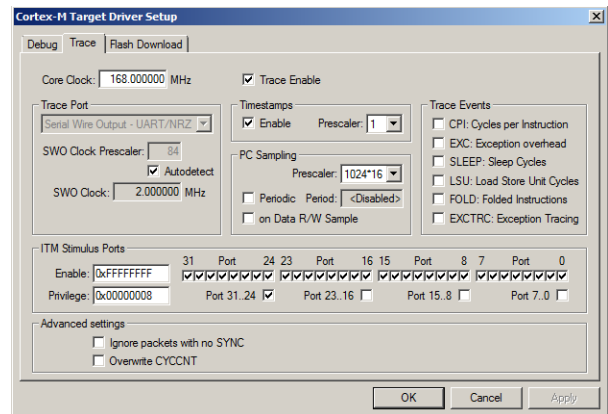 Cortex-M Target Driver Setup
Debug Trace Flash Download
Core Clock: 168.000000 MHz Trace Enable
Trace Port
Serial Wire Output - UART/NRZ
SWO Clock Prescaler: 84
Autodetect
SWO Clock: 2.000000 MHz
Timestamps
Enable Prescaler: 1
PC Sampling
Prescaler: 1024*16
Periodic Period: <Disabled>
on Data R/W Sample
Trace Events
CPI: Cycles per Instruction
EXC: Exception overhead
SLEEP: Sleep Cycles
LSU: Load Store Unit Cycles
FOLD: Folded Instructions
EXCTRC: Exception Tracing
ITM Stimulus Ports
31 Port 24 23 Port 16 15 Port 8 7 Port 0
Enable: 0xFFFFFFFF
Privilege: 0x00000008 Port 31..24 Port 23..16 Port 15..8 Port 7..0
Advanced settings
Ignore packets with no SYNC
Overwrite CYCCNT
OK Cancel Apply